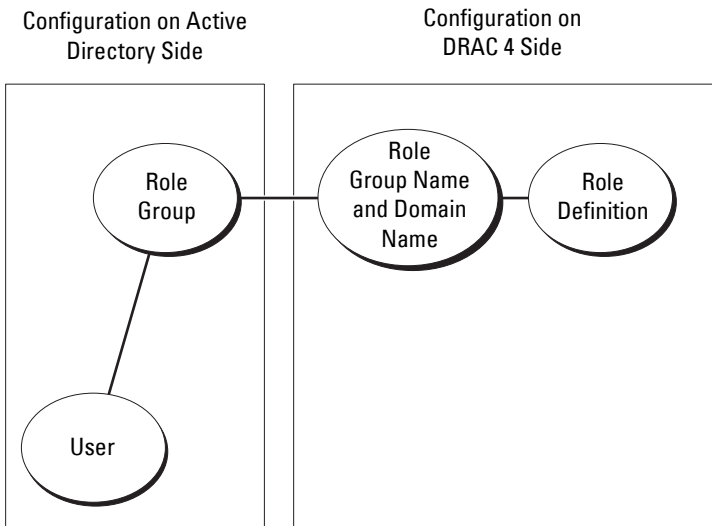 Configuration on Active
Directory Side
Configuration on
DRAC 4 Side
Role
Group
Role
Group Name
and Domain
Name
Role
Definition
User